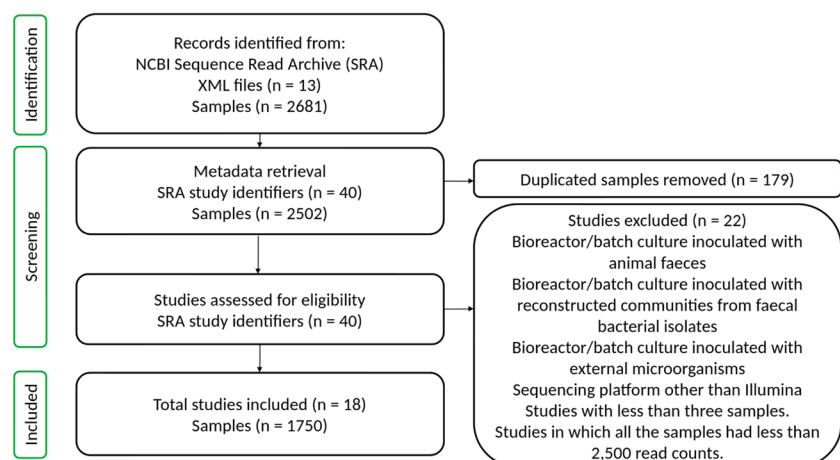 Identification
Records identified from:
NCBI Sequence Read Archive (SRA)
XML files (n = 13)
Samples (n = 2681)
Screening
Metadata retrieval
SRA study identifiers (n = 40)
Samples (n = 2502)
Duplicated samples removed (n = 179)
Studies assessed for eligibility
SRA study identifiers (n = 40)
Studies excluded (n = 22)
Bioreactor/batch culture inoculated with
animal faeces
Bioreactor/batch culture inoculated with
reconstructed communities from faecal
bacterial isolates
Bioreactor/batch culture inoculated with
external microorganisms
Sequencing platform other than Illumina
Studies with less than three samples.
Studies in which all the samples had less than
2,500 read counts.
Included
Total studies included (n = 18)
Samples (n = 1750)